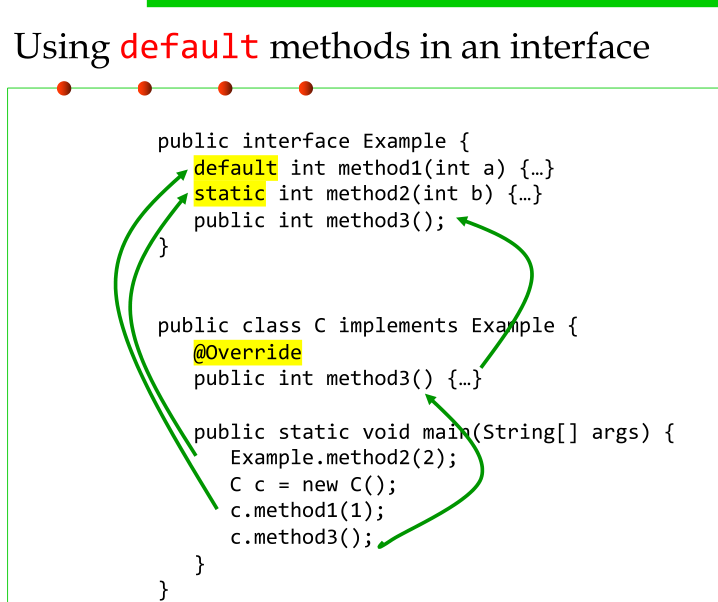 Using default methods in an interface
public interface Example {
default int method1(int a) {…}
static int method2(int b) {…}
public int method3();
}
public class C implements Example {
@Override
public int method3() {…}
public static void main(String[] args) {
Example.method2(2);
C c = new C();
c.method1(1);
c.method3();
}
}